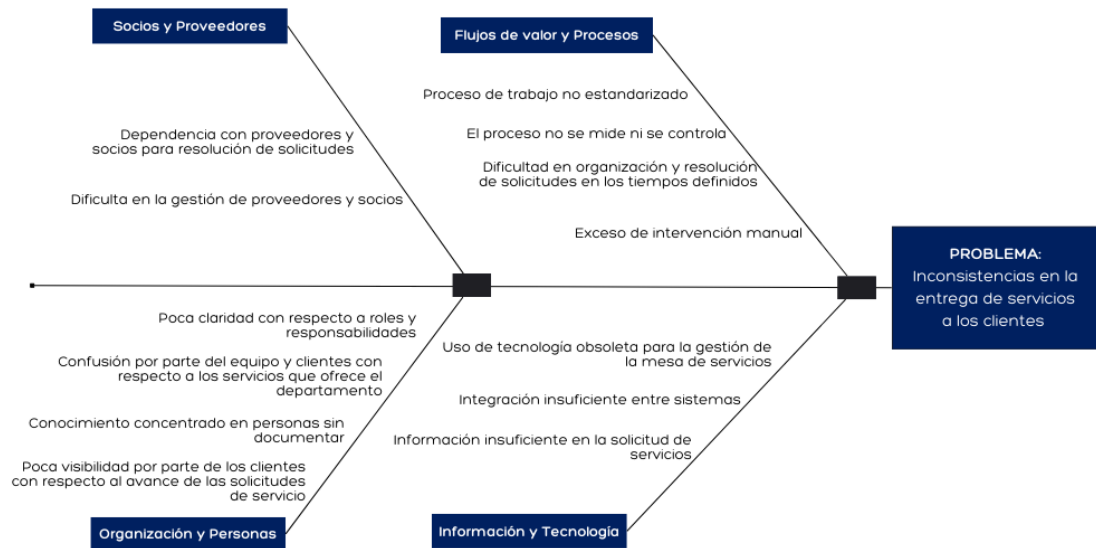 Socios y Proveedores
Dependencia con proveedores y
socios para resolución de solicitudes
Dificulta en la gestión de proveedores y socios
Flujos de valor y Procesos
Proceso de trabajo no estandarizado
El proceso no se mide ni se controla
Dificultad en organización y resolución
de solicitudes en los tiempos definidos
Exceso de intervención manual
PROBLEMA:
Inconsistencias en la
entrega de servicios
a los clientes
Poca claridad con respecto a roles y
responsabilidades
Confusión por parte del equipo y clientes con
respecto a los servicios que ofrece el
departamento
Conocimiento concentrado en personas sin
documentar
Poca visibilidad por parte de los clientes
con respecto al avance de las solicitudes
de servicio
Organización y Personas
Uso de tecnología obsoleta para la gestión de
la mesa de servicios
Integración insuficiente entre sistemas
Información insuficiente en la solicitud de
servicios
Información y Tecnología